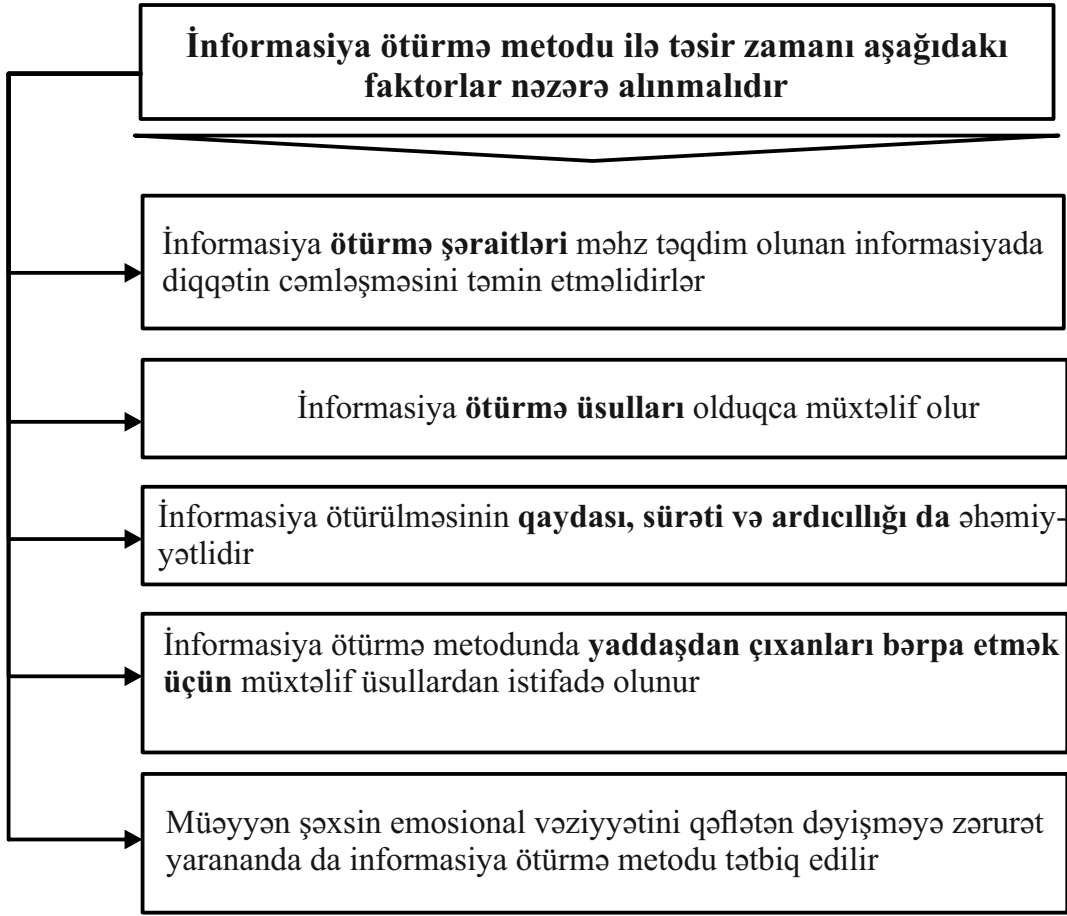 İnformasiya ötürmə metodu ilə təsir zamanı aşağıdakı
faktorlar nəzərə alınmalıdır
İnformasiya ötürmə şəraitləri məhz təqdim olunan informasiyada
diqqətin cəmləşməsini təmin etməlidirlər
İnformasiya ötürmə üsulları olduqca müxtəlif olur
İnformasiya ötürülməsinin qaydası, sürəti və ardıcıllığı da əhəmiy-
yətlidir
İnformasiya ötürmə metodunda yaddaşdan çıxanları bərpa etmək
üçün müxtəlif üsullardan istifadə olunur
Müəyyən şəxsin emosional vəziyyətini qəflətən dəyişməyə zərurət
yarananda da informasiya ötürmə metodu tətbiq edilir